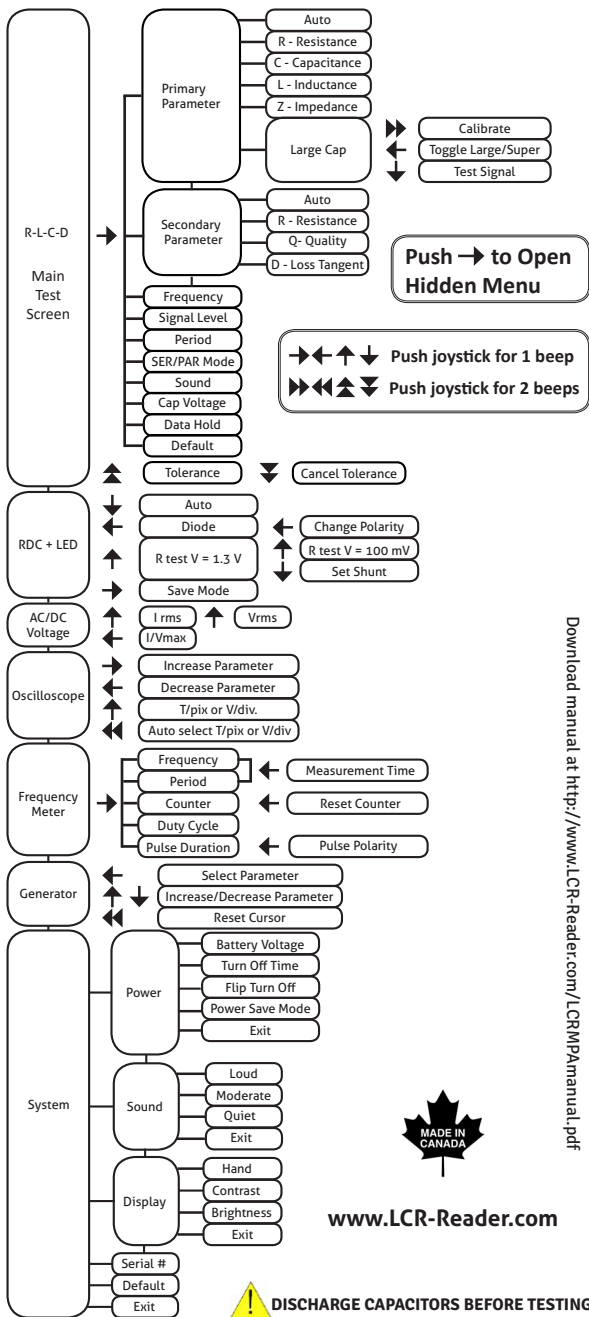 R-L-C-D
Main
Test
Screen
Primary
Parameter
Auto
R - Resistance
C - Capacitance
L - Inductance
Z - Impedance
Large Cap
Calibrate
Toggle Large/Super
Test Signal
Secondary
Parameter
Auto
R - Resistance
Q- Quality
D - Loss Tangent
Frequency
Signal Level
Period
SER/PAR Mode
Sound
Cap Voltage
Data Hold
Default
Tolerance
Cancel Tolerance
Push → to Open
Hidden Menu
→←↑↓ Push joystick for 1 beep
Push joystick for 2 beeps
RDC + LED
Auto
Diode
Change Polarity
R test V = 1.3 V
R test V = 100 mV
Set Shunt
Save Mode
AC/DC
Voltage
I rms
Vrms
I/Vmax
Oscilloscope
Increase Parameter
Decrease Parameter
T/pix or V/div.
Auto select T/pix or V/div
Frequency
Meter
Frequency
Period
Measurement Time
Counter
Reset Counter
Duty Cycle
Pulse Duration
Pulse Polarity
Generator
Select Parameter
Increase/Decrease Parameter
Reset Cursor
System
Power
Battery Voltage
Turn Off Time
Flip Turn Off
Power Save Mode
Exit
Sound
Loud
Moderate
Quiet
Exit
Display
Hand
Contrast
Brightness
Exit
Serial #
Default
Exit
MADE IN
CANADA
www.LCR-Reader.com
! DISCHARGE CAPACITORS BEFORE TESTING
Download manual at http://www.LCR-Reader.com/LCRMPAmanual.pdf